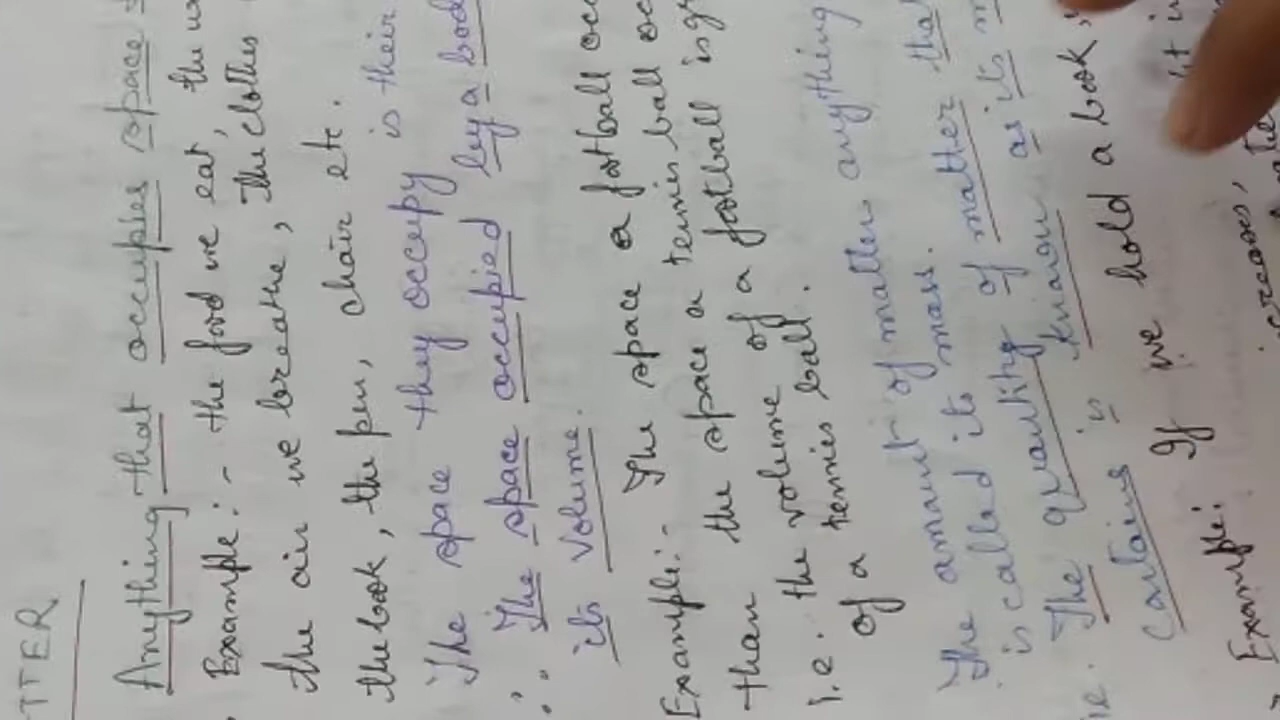 TTER
Anything that occupies space
Example:- the food we eat, the
the air we breathe, The clothes
the book, the pen, chair etc.
The space they occupy is their
∴ The space occupied by a bod
its volume.
Example:- The space a football occ
than the space a tennis ball oc
i.e. the volume of a football is g
of a tennis ball.
The amount of matter anything
is called its mass.
The quantity of matter that
contains is known as its m
Example: If we hold a book,